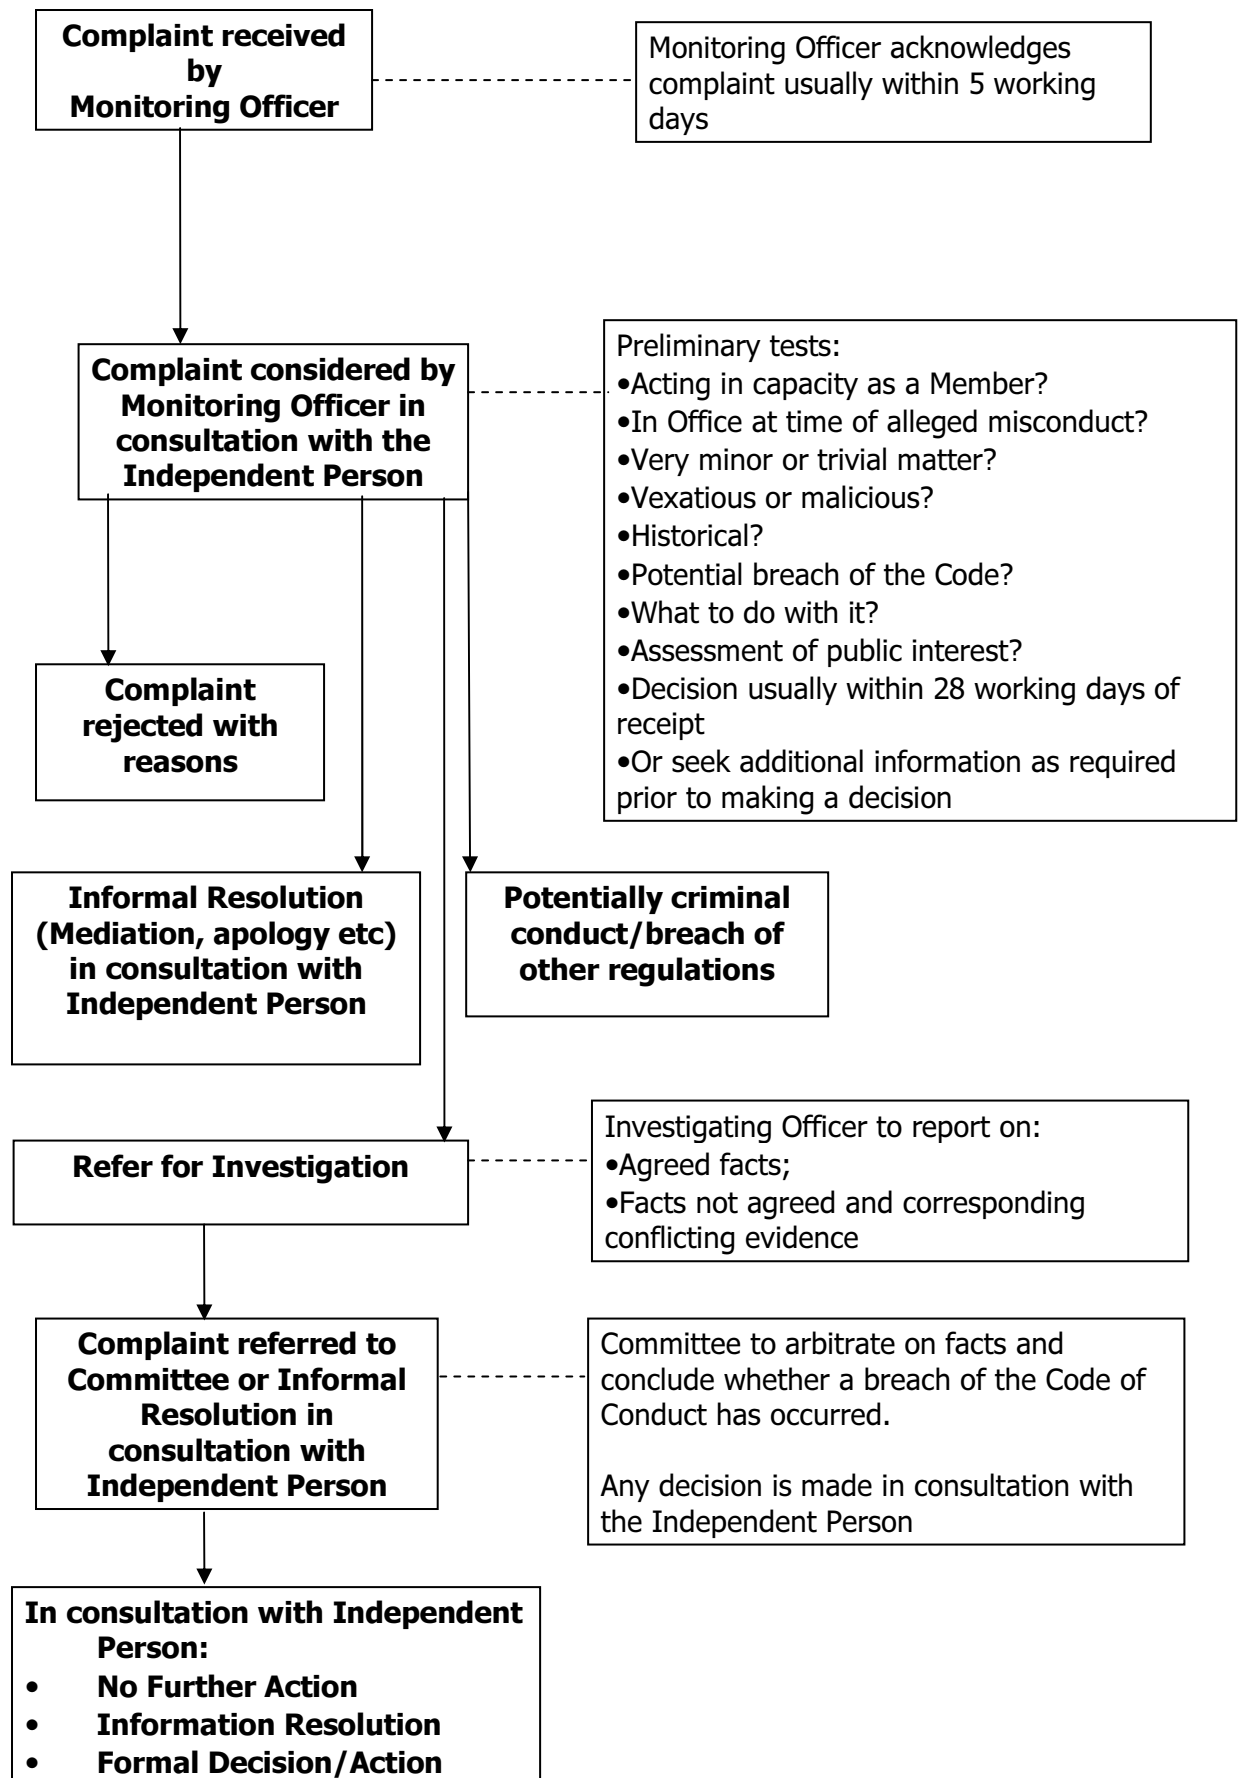 Complaint received
by
Monitoring Officer
Monitoring Officer acknowledges
complaint usually within 5 working
days
Complaint considered by
Monitoring Officer in
consultation with the
Independent Person
Preliminary tests:
•Acting in capacity as a Member?
•In Office at time of alleged misconduct?
•Very minor or trivial matter?
•Vexatious or malicious?
•Historical?
•Potential breach of the Code?
•What to do with it?
•Assessment of public interest?
•Decision usually within 28 working days of
receipt
•Or seek additional information as required
prior to making a decision
Complaint
rejected with
reasons
Informal Resolution
(Mediation, apology etc)
in consultation with
Independent Person
Potentially criminal
conduct/breach of
other regulations
Refer for Investigation
Investigating Officer to report on:
•Agreed facts;
•Facts not agreed and corresponding
conflicting evidence
Complaint referred to
Committee or Informal
Resolution in
consultation with
Independent Person
Committee to arbitrate on facts and
conclude whether a breach of the Code of
Conduct has occurred.
Any decision is made in consultation with
the Independent Person
In consultation with Independent
Person:
• No Further Action
• Information Resolution
• Formal Decision/Action